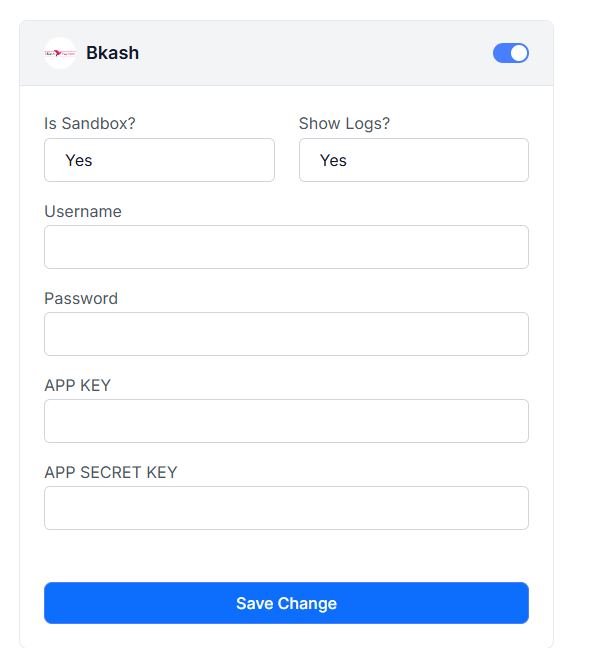 Bkash
Is Sandbox? Show Logs?
Yes Yes
Username
Password
APP KEY
APP SECRET KEY
Save Change